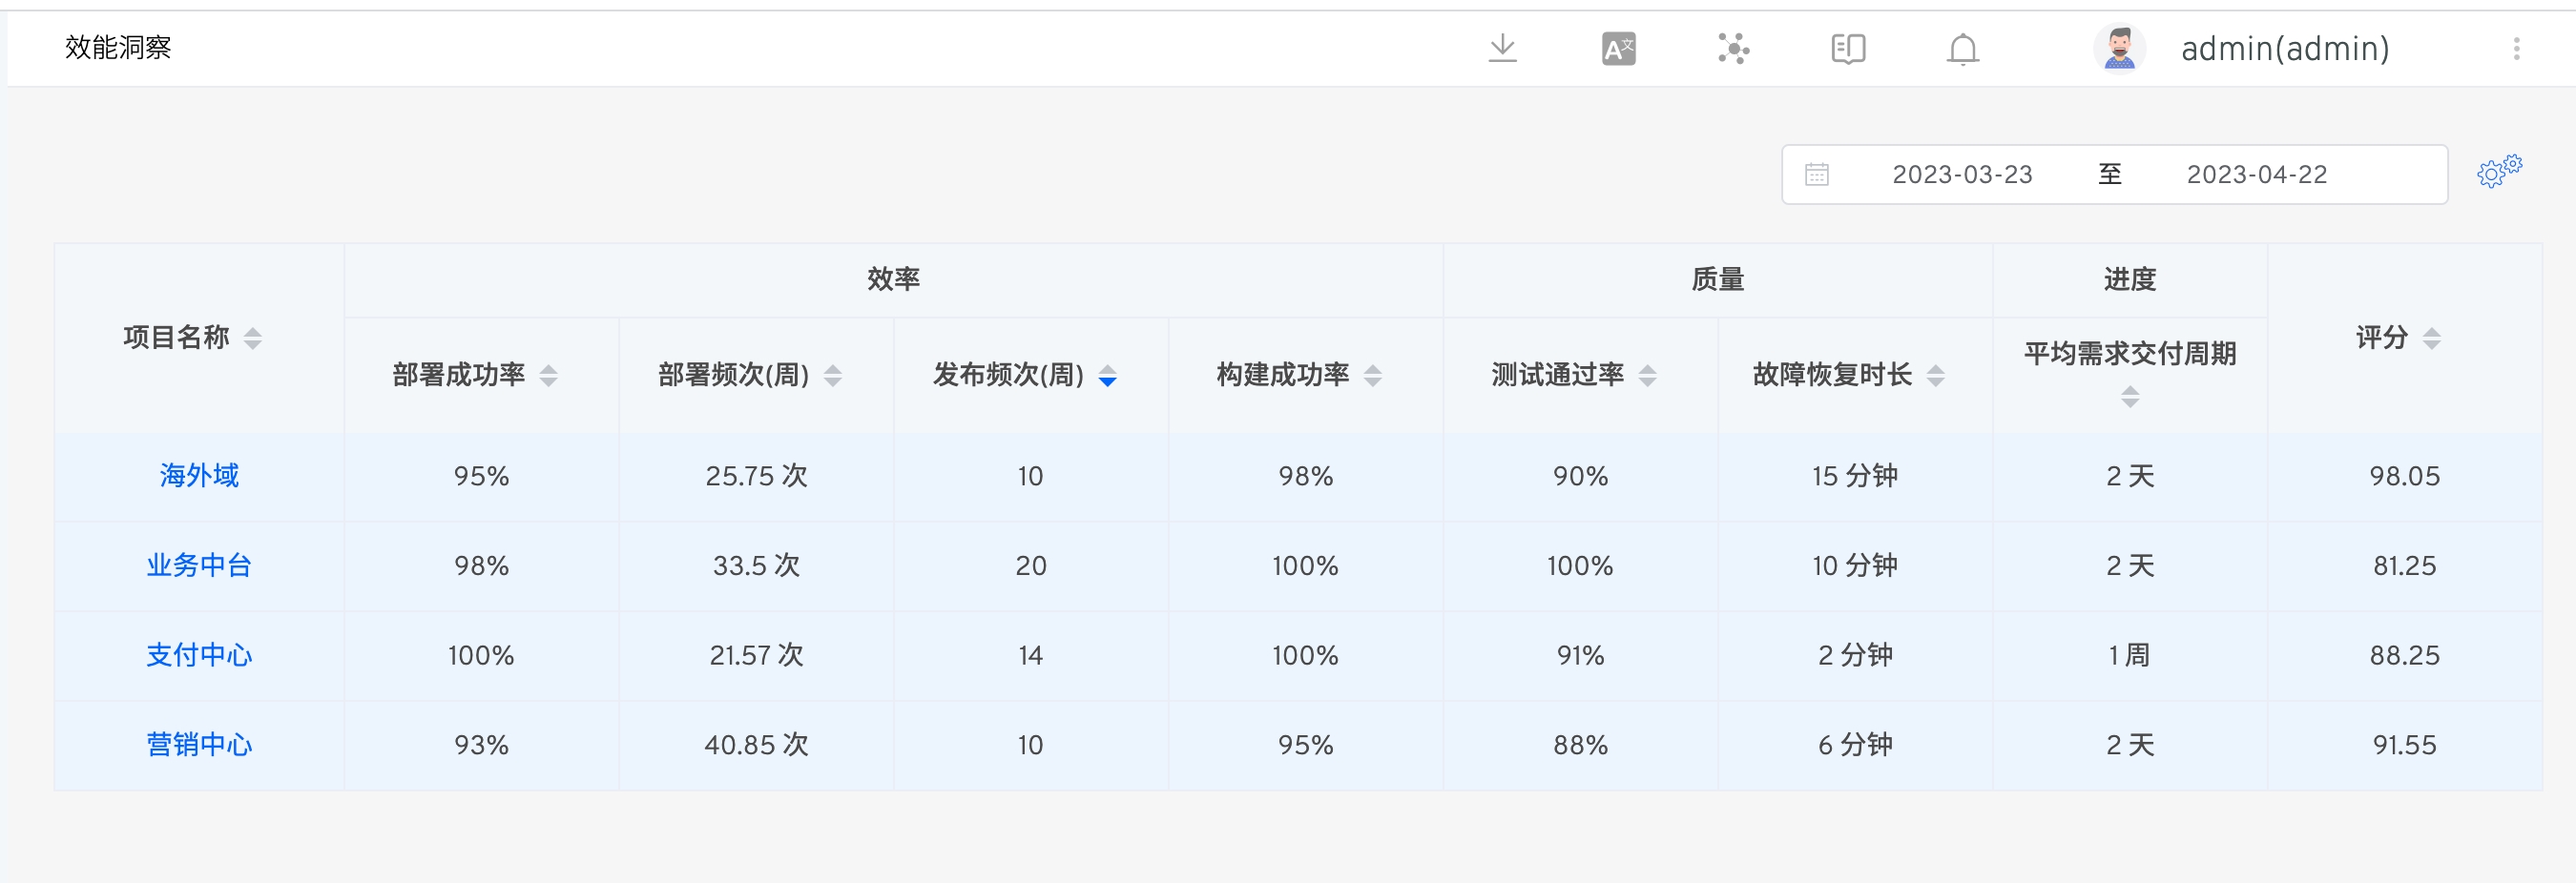 效能洞察
A文
admin(admin)
2023-03-23 至 2023-04-22
项目名称 效率 质量 进度 评分
部署成功率 部署频次(周) 发布频次(周) 构建成功率 测试通过率 故障恢复时长 平均需求交付周期
海外域 95% 25.75 次 10 98% 90% 15 分钟 2 天 98.05
业务中台 98% 33.5 次 20 100% 100% 10 分钟 2 天 81.25
支付中心 100% 21.57 次 14 100% 91% 2 分钟 1 周 88.25
营销中心 93% 40.85 次 10 95% 88% 6 分钟 2 天 91.55